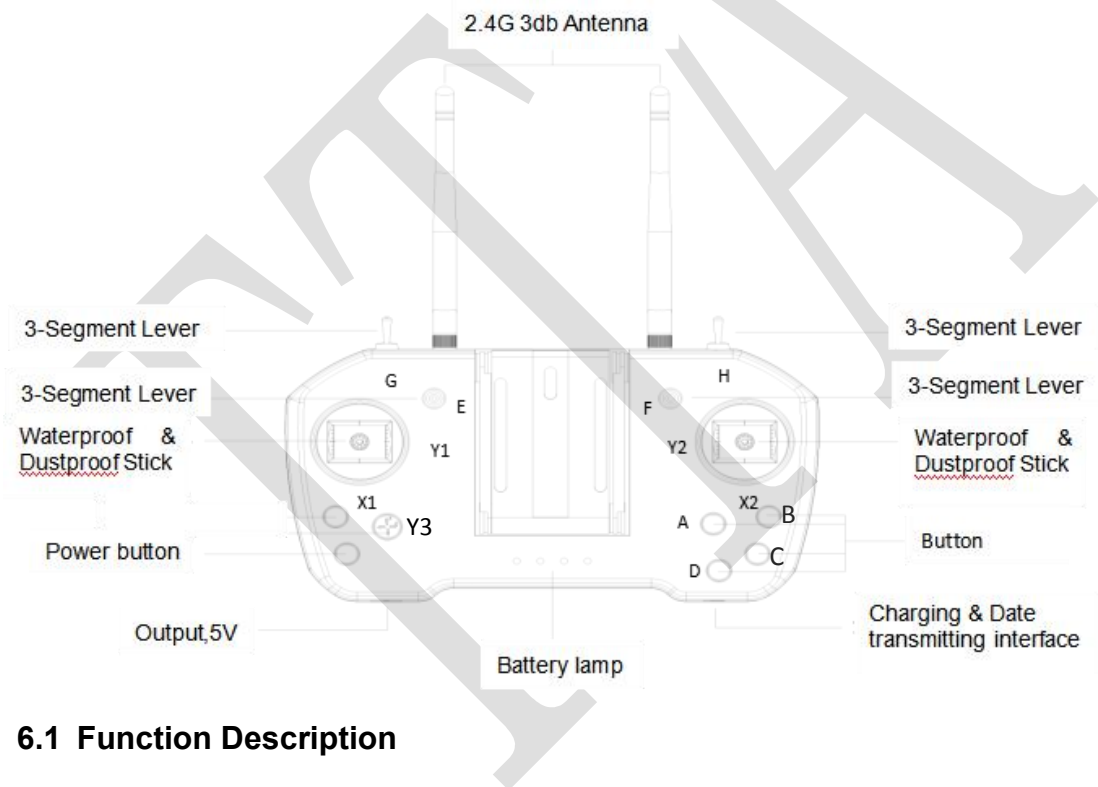 2.4G 3db Antenna
3-Segment Lever
3-Segment Lever
G
H
3-Segment Lever
3-Segment Lever
E
F
Waterproof &
Dustproof Stick
Y1
Y2
Waterproof &
Dustproof Stick
X1
X2
B
Y3
A
Power button
C
Button
D
Output,5V
Charging & Date
transmitting interface
Battery lamp
6.1 Function Description
TTA